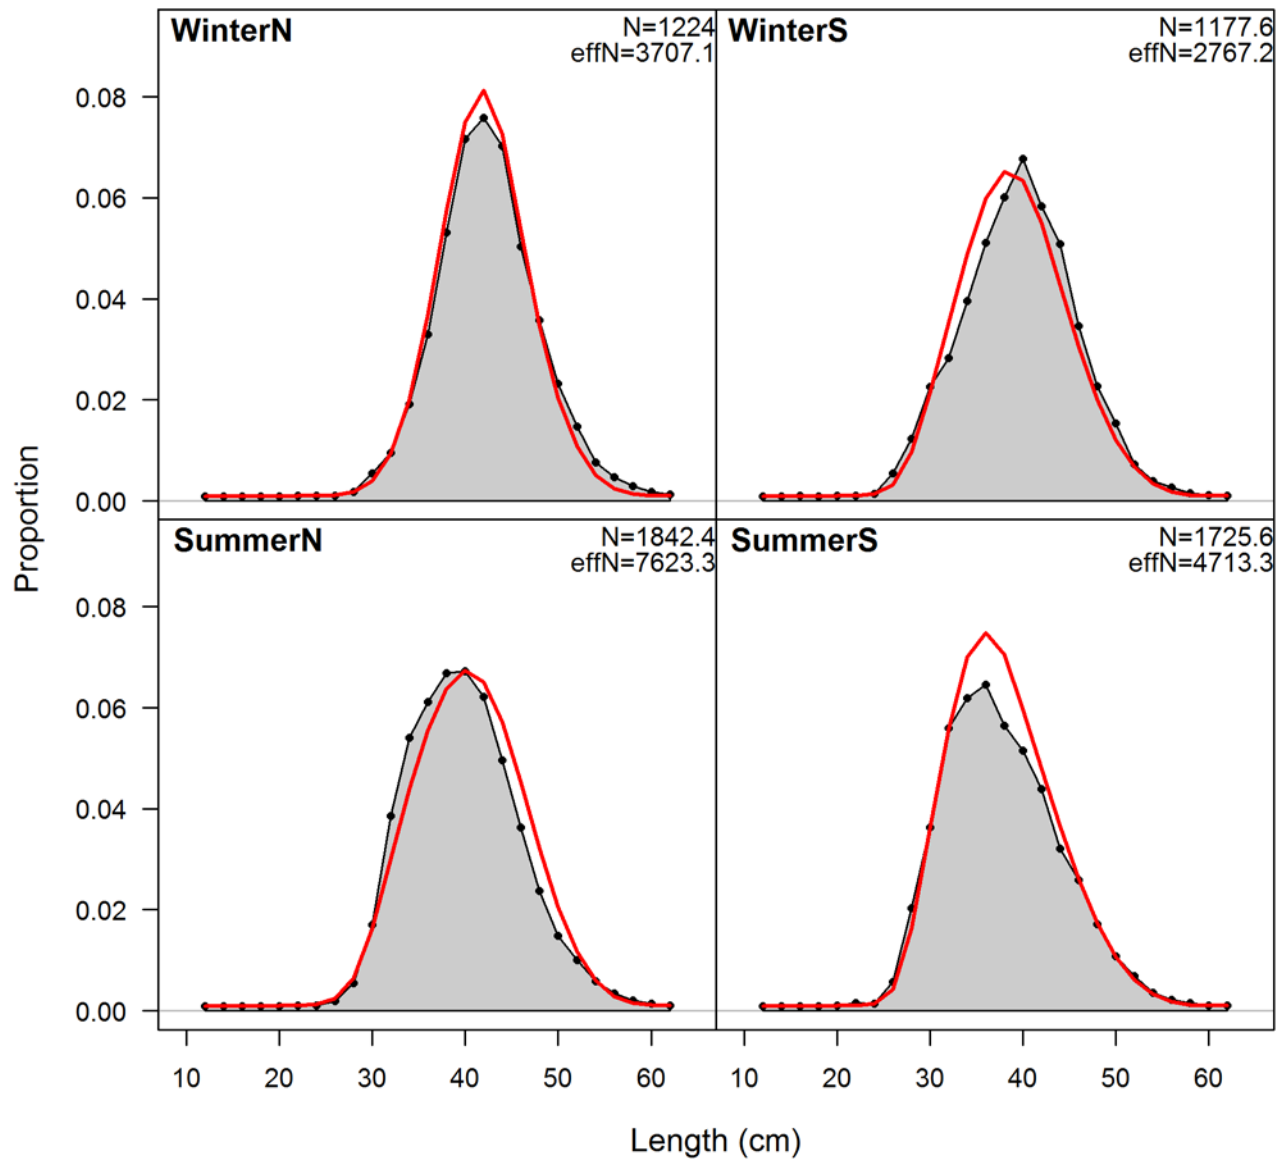 WinterN
N=1224
effN=3707.1
WinterS
N=1177.6
effN=2767.2
0.08
0.06
0.04
0.02
0.00
SummerN
N=1842.4
effN=7623.3
SummerS
N=1725.6
effN=4713.3
0.08
0.06
0.04
0.02
0.00
Proportion
10 20 30 40 50 60 10 20 30 40 50 60
Length (cm)